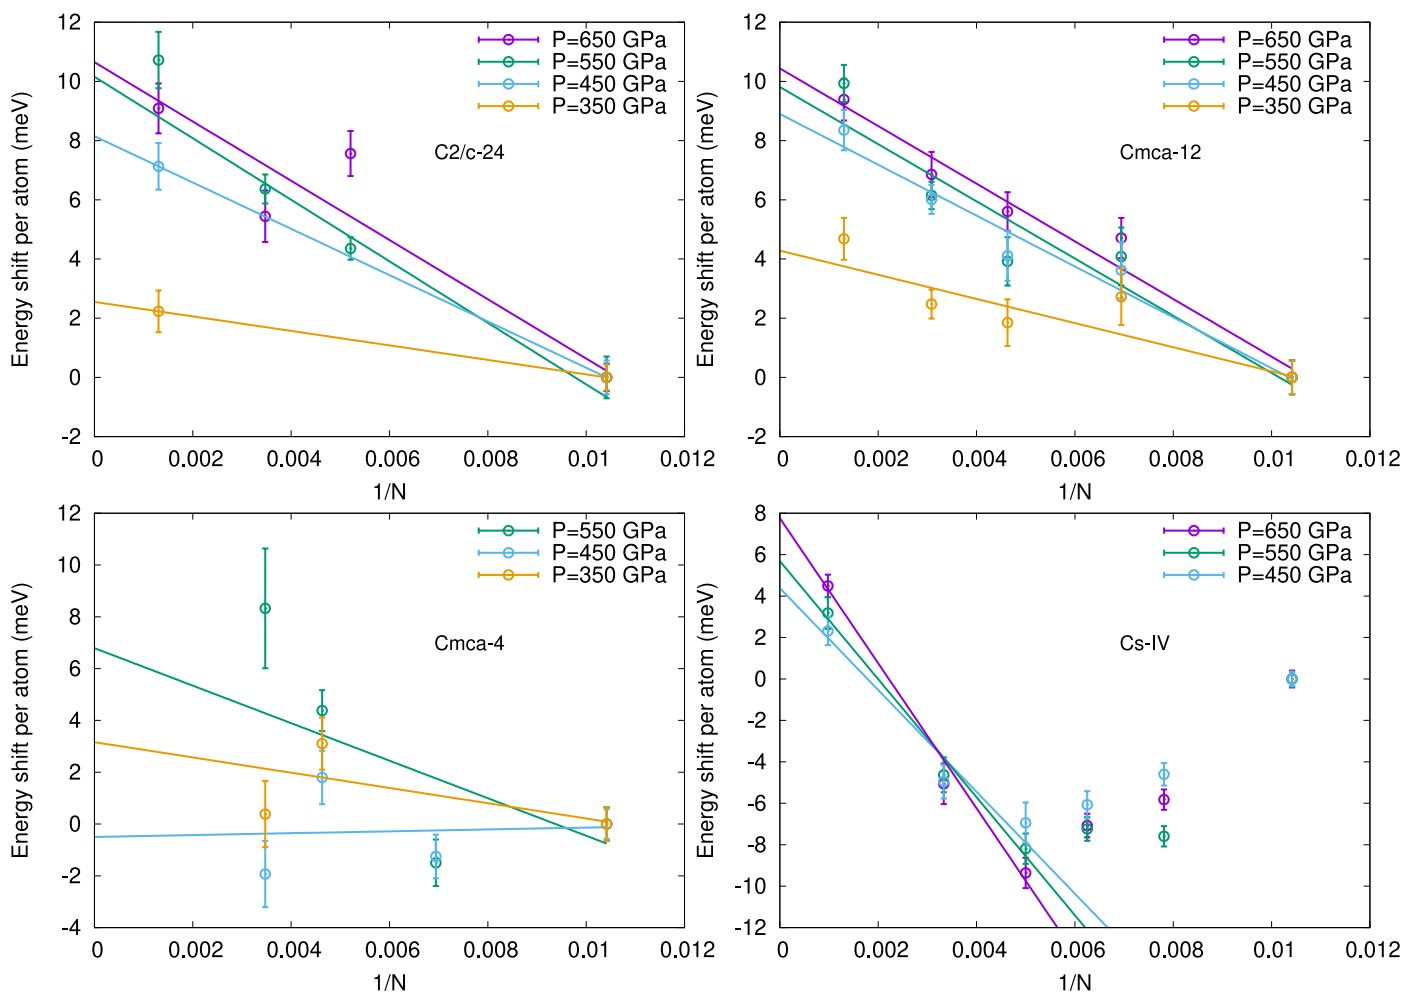 12
10
8
6
4
2
0
-2
0 0.002 0.004 0.006 0.008 0.01 0.012
Energy shift per atom (meV)
1/N
C2/c-24
P=650 GPa
P=550 GPa
P=450 GPa
P=350 GPa
12
10
8
6
4
2
0
-2
0 0.002 0.004 0.006 0.008 0.01 0.012
Energy shift per atom (meV)
1/N
Cmca-12
P=650 GPa
P=550 GPa
P=450 GPa
P=350 GPa
12
10
8
6
4
2
0
-2
-4
0 0.002 0.004 0.006 0.008 0.01 0.012
Energy shift per atom (meV)
1/N
Cmca-4
P=550 GPa
P=450 GPa
P=350 GPa
8
6
4
2
0
-2
-4
-6
-8
-10
-12
0 0.002 0.004 0.006 0.008 0.01 0.012
Energy shift per atom (meV)
1/N
Cs-IV
P=650 GPa
P=550 GPa
P=450 GPa